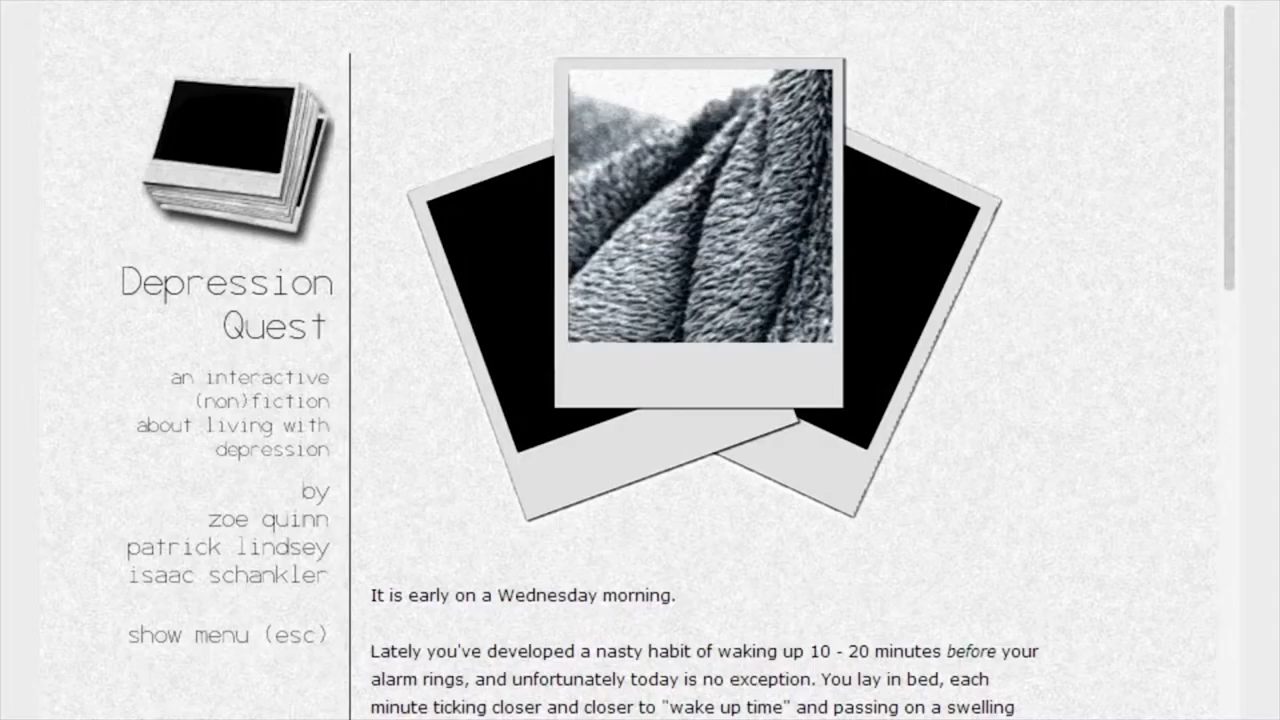 Depression
Quest
an interactive
(non)fiction
about living with
depression
by
zoe quinn
patrick lindsey
isaac schankler
show menu (esc)
It is early on a Wednesday morning.
Lately you've developed a nasty habit of waking up 10 - 20 minutes before your
alarm rings, and unfortunately today is no exception. You lay in bed, each
minute ticking closer and closer to "wake up time" and passing on a swelling